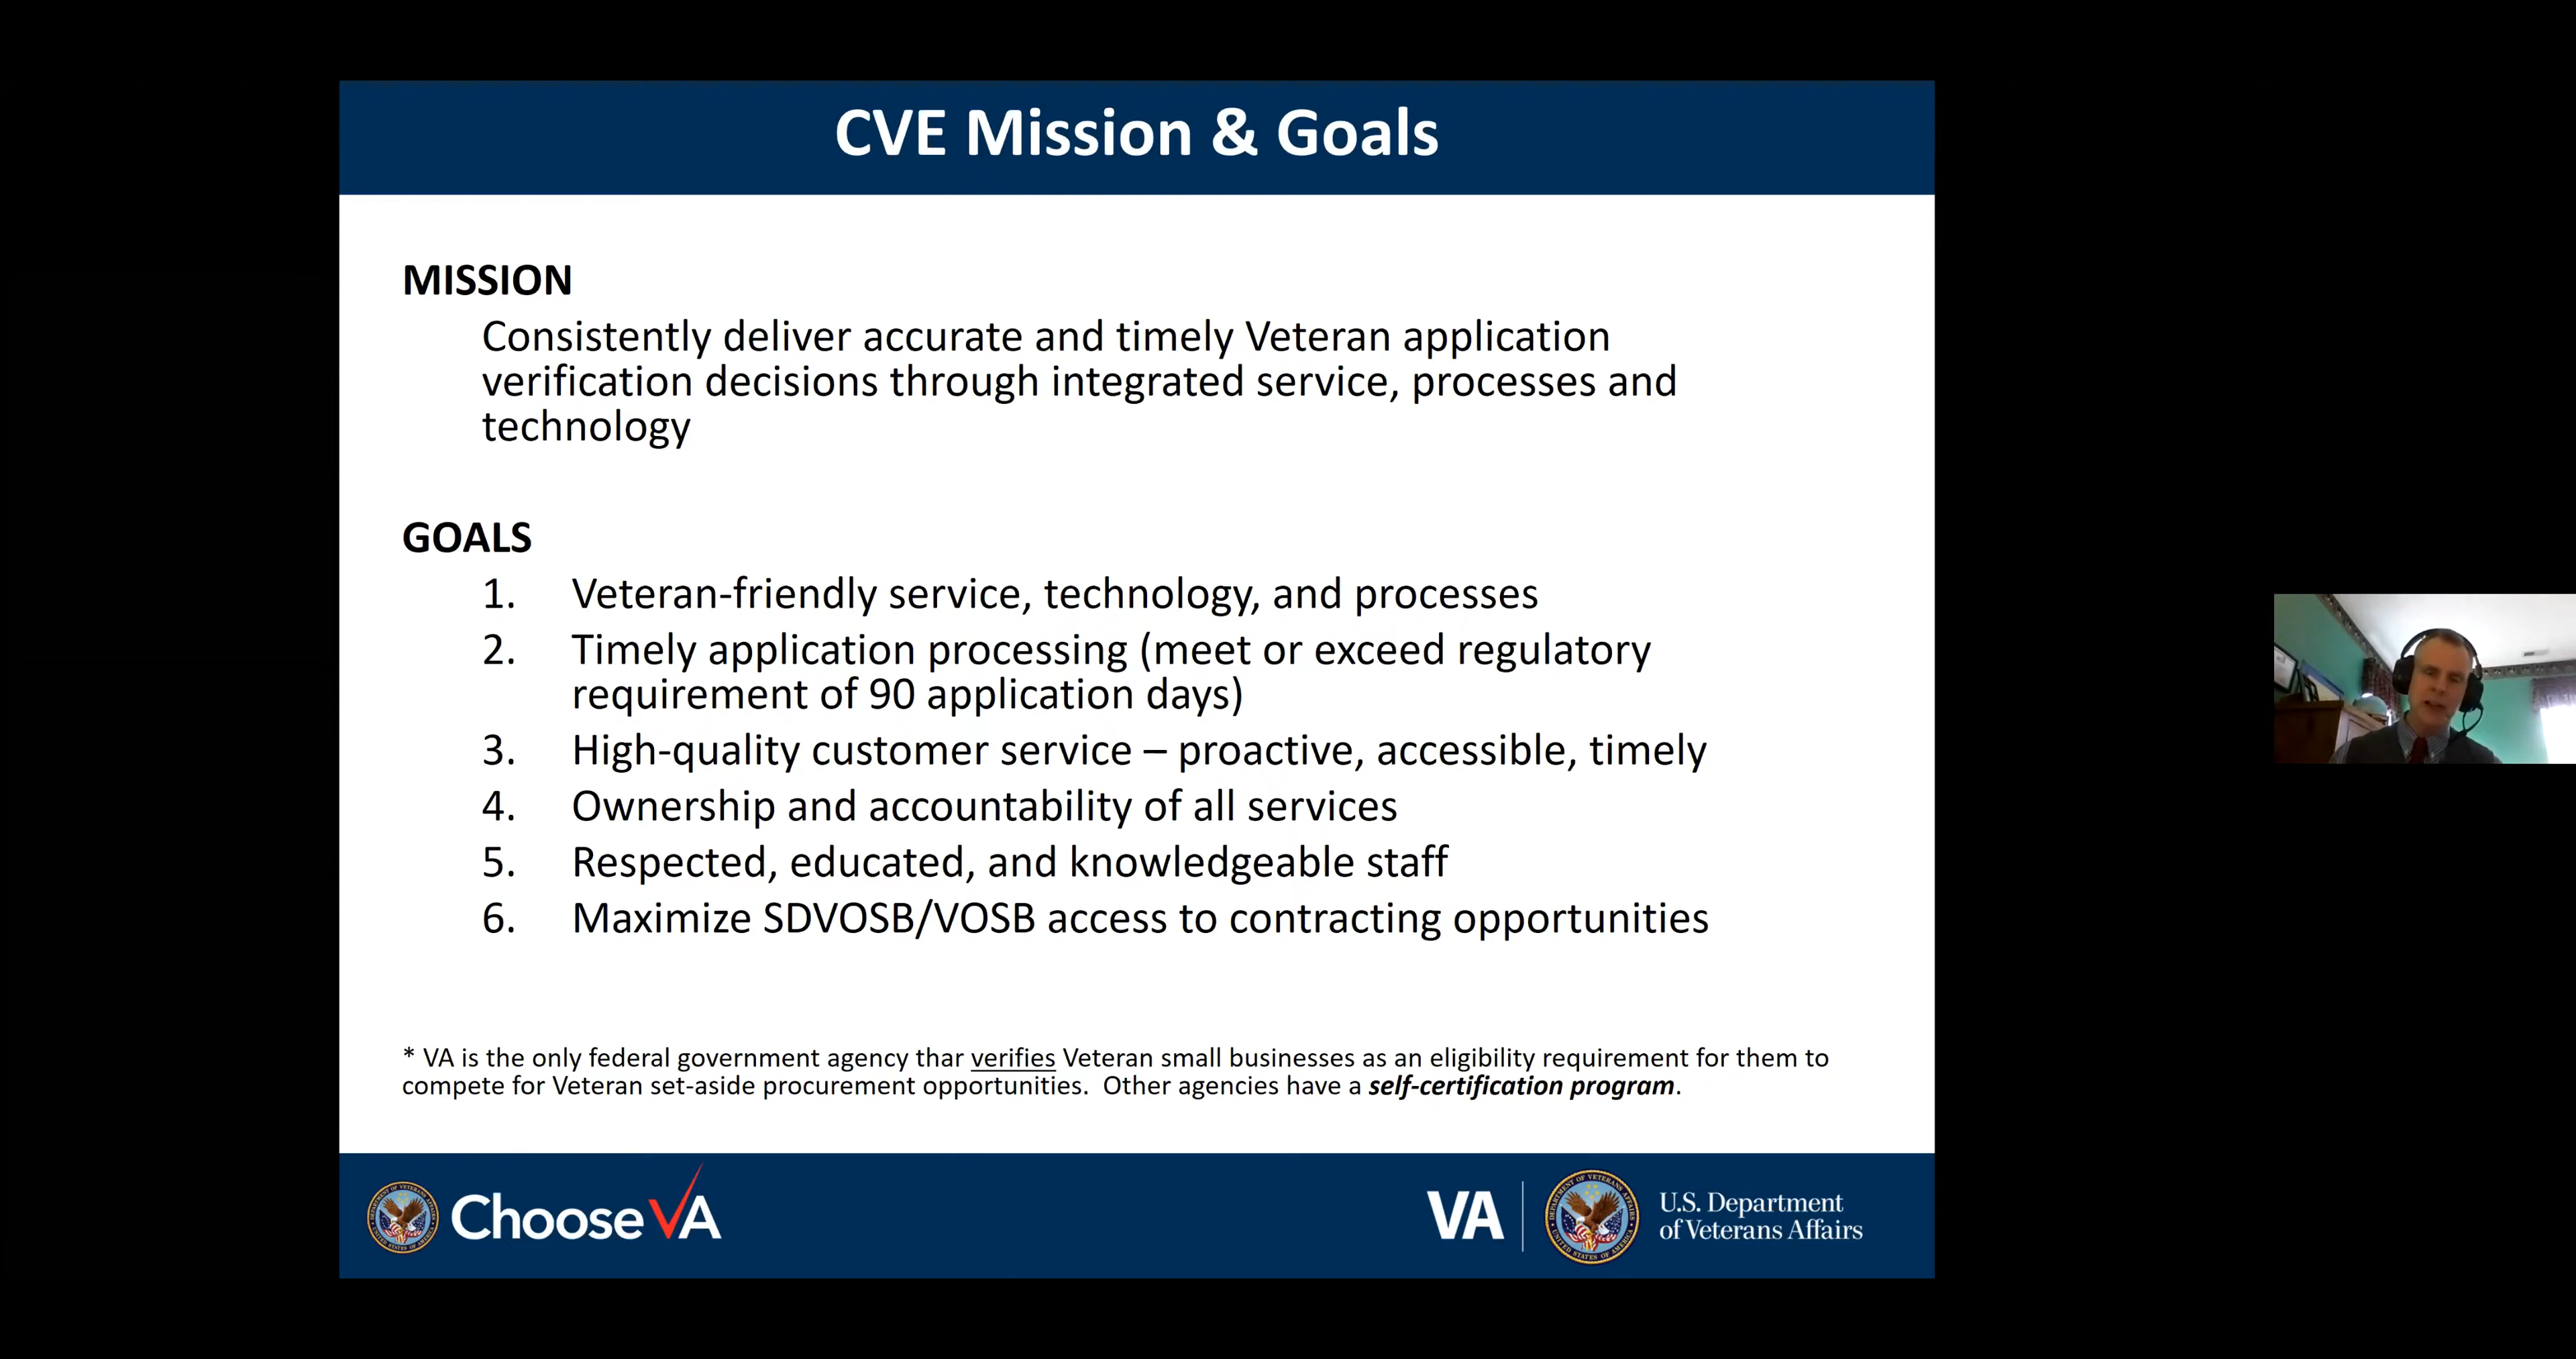 CVE Mission & Goals
MISSION
Consistently deliver accurate and timely Veteran application
verification decisions through integrated service, processes and
technology
GOALS
1. Veteran-friendly service, technology, and processes
2. Timely application processing (meet or exceed regulatory
requirement of 90 application days)
3. High-quality customer service – proactive, accessible, timely
4. Ownership and accountability of all services
5. Respected, educated, and knowledgeable staff
6. Maximize SDVOSB/VOSB access to contracting opportunities
* VA is the only federal government agency thar verifies Veteran small businesses as an eligibility requirement for them to
compete for Veteran set-aside procurement opportunities. Other agencies have a self-certification program.
Choose VA
VA
U.S. Department
of Veterans Affairs